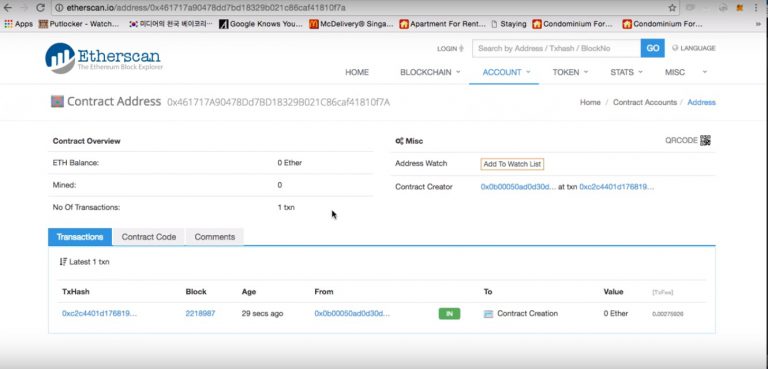 etherscan.io/address/0x461717a90478dd7bd18329b021c86caf41810f7a
Apps Putlocker - Watch... 미디어의 천국 베이코리... Google Knows You... McDelivery® Singa... Apartment For Rent... Staying Condominium For... Condominium For...
Etherscan
The Ethereum Block Explorer
LOGIN Search by Address / Txhash / BlockNo GO LANGUAGE
HOME BLOCKCHAIN ACCOUNT TOKEN STATS MISC
Contract Address 0x461717A90478DD7BD18329B021C86caf41810f7A Home / Contract Accounts / Address
Contract Overview Misc QRCODE
ETH Balance: 0 Ether Address Watch Add To Watch List
Mined: 0 Contract Creator 0x0b00050ad0d30d... at txn 0xc2c4401d176819...
No Of Transactions: 1 txn
Transactions Contract Code Comments
Latest 1 txn
TxHash Block Age From To Value [TxFee]
0xc2c4401d176819... 2218987 29 secs ago 0x0b00050ad0d30d... IN Contract Creation 0 Ether 0.00275926